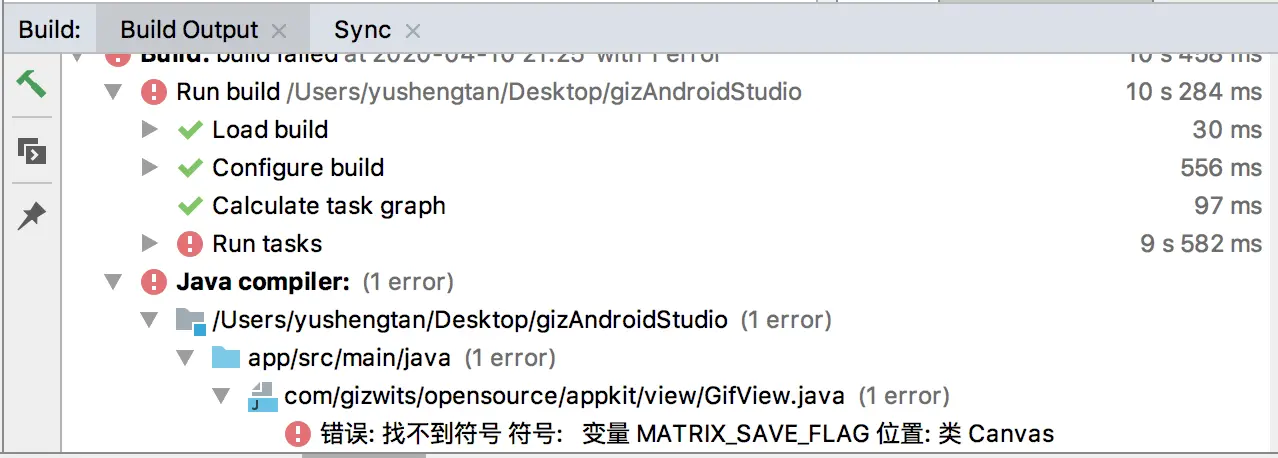 Build: Build Output × Sync ×
Build: build failed at 2020-04-10 21:25 with 1 error 10 s 458 ms
Run build /Users/yushengtan/Desktop/gizAndroidStudio 10 s 284 ms
Load build 30 ms
Configure build 556 ms
Calculate task graph 97 ms
Run tasks 9 s 582 ms
Java compiler: (1 error)
/Users/yushengtan/Desktop/gizAndroidStudio (1 error)
app/src/main/java (1 error)
com/gizwits/opensource/appkit/view/GifView.java (1 error)
错误: 找不到符号 符号: 变量 MATRIX_SAVE_FLAG 位置: 类 Canvas